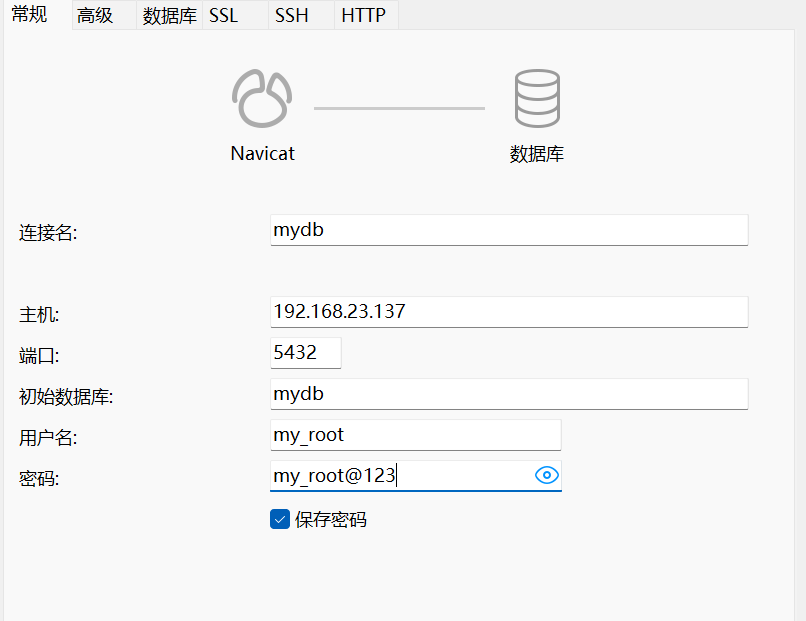 常规 高级 数据库 SSL SSH HTTP
Navicat 数据库
连接名: mydb
主机: 192.168.23.137
端口: 5432
初始数据库: mydb
用户名: my_root
密码: my_root@123
保存密码